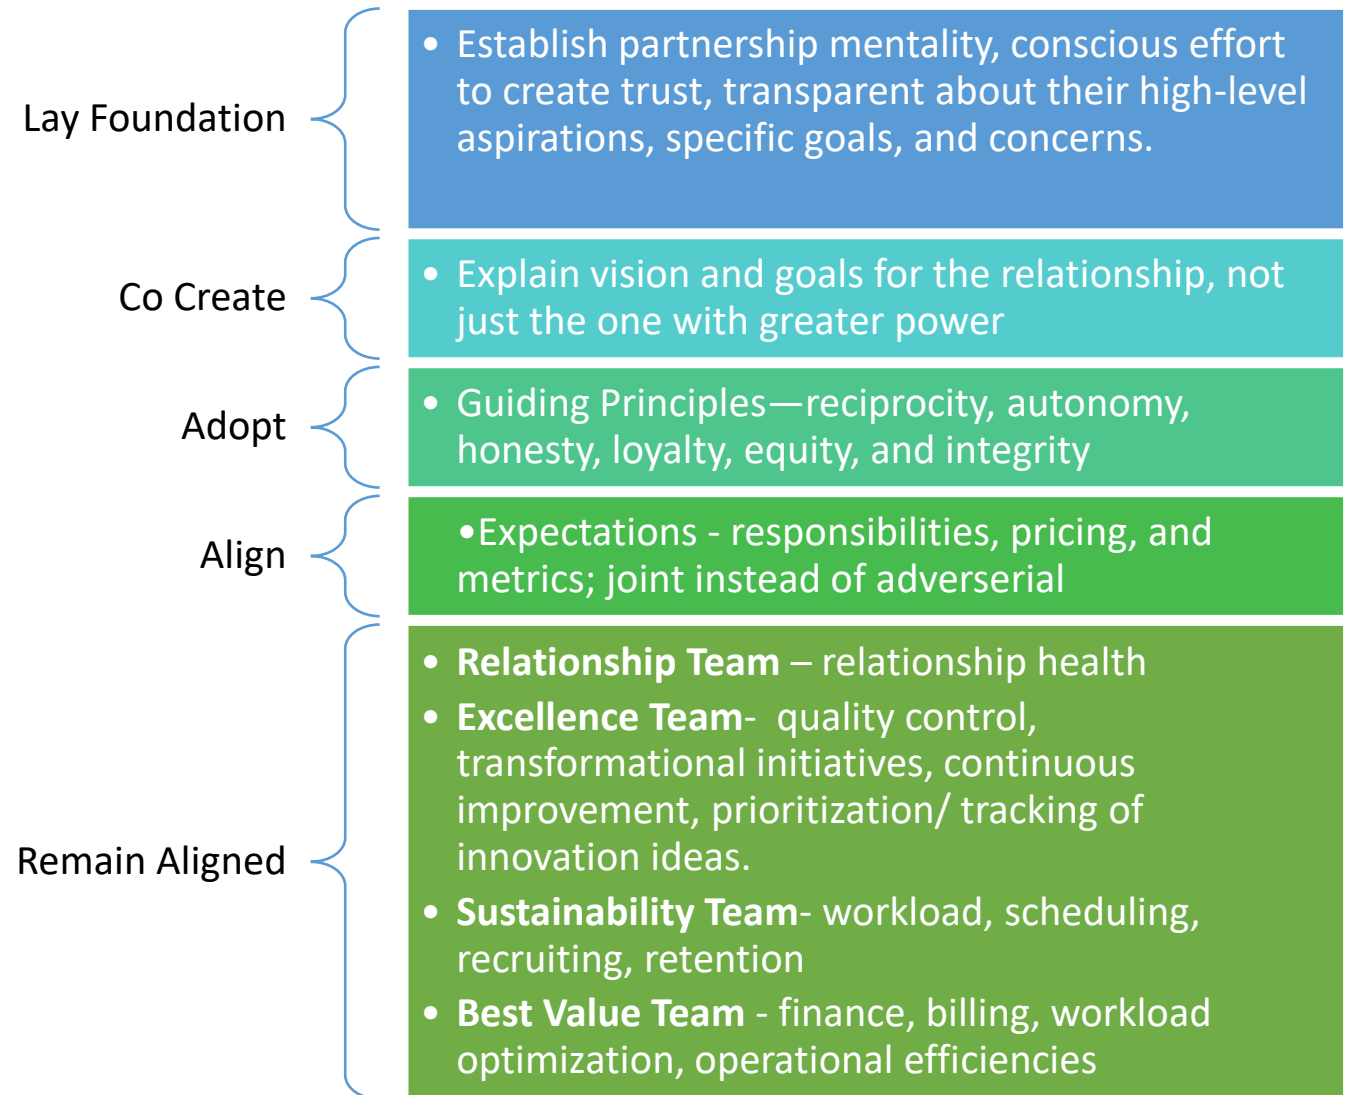 Lay Foundation
• Establish partnership mentality, conscious effort
to create trust, transparent about their high-level
aspirations, specific goals, and concerns.
Co Create
• Explain vision and goals for the relationship, not
just the one with greater power
Adopt
• Guiding Principles—reciprocity, autonomy,
honesty, loyalty, equity, and integrity
Align
•Expectations - responsibilities, pricing, and
metrics; joint instead of adverserial
Remain Aligned
• Relationship Team – relationship health
• Excellence Team- quality control,
transformational initiatives, continuous
improvement, prioritization/ tracking of
innovation ideas.
• Sustainability Team- workload, scheduling,
recruiting, retention
• Best Value Team - finance, billing, workload
optimization, operational efficiencies